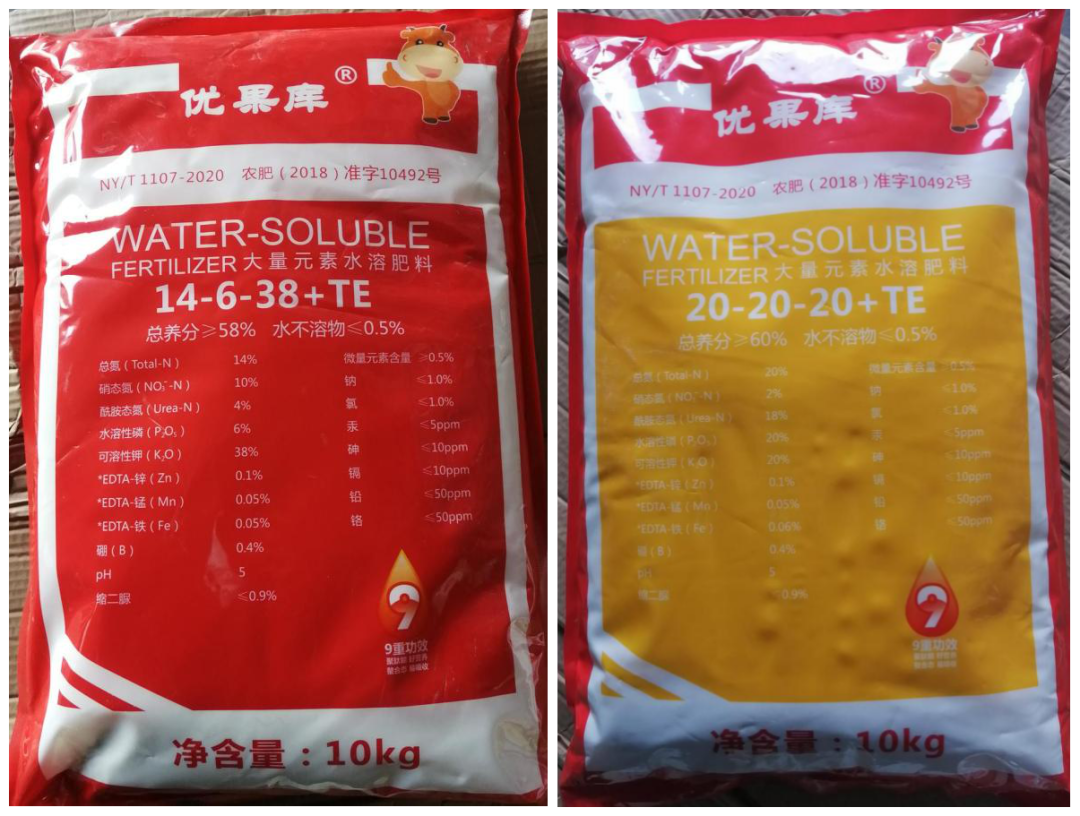 优果库®
NY/T 1107-2020 农肥（2018）准字10492号
WATER-SOLUBLE
FERTILIZER 大量元素水溶肥料
14-6-38+TE
总养分≥58% 水不溶物≤0.5%
总氮（Total-N） 14% 微量元素含量 ≥0.5%
硝态氮（NO₃⁻-N） 10% 钠 ≤1.0%
酰胺态氮（Urea-N） 4% 氯 ≤1.0%
水溶性磷（P₂O₅） 6% 汞 ≤5ppm
可溶性钾（K₂O） 38% 砷 ≤10ppm
*EDTA-锌（Zn） 0.1% 镉 ≤10ppm
*EDTA-锰（Mn） 0.05% 铅 ≤50ppm
*EDTA-铁（Fe） 0.05% 铬 ≤50ppm
硼（B） 0.4%
pH 5
缩二脲 ≤0.9%
9
9重功效
净含量：10kg
优果库®
NY/T 1107-2020 农肥（2018）准字10492号
WATER-SOLUBLE
FERTILIZER 大量元素水溶肥料
20-20-20+TE
总养分≥60% 水不溶物≤0.5%
总氮（Total-N） 20% 微量元素含量 ≥0.5%
硝态氮（NO₃⁻-N） 2% 钠 ≤1.0%
酰胺态氮（Urea-N） 18% 氯 ≤1.0%
水溶性磷（P₂O₅） 20% 汞 ≤5ppm
可溶性钾（K₂O） 20% 砷 ≤10ppm
*EDTA-锌（Zn） 0.1% 镉 ≤10ppm
*EDTA-锰（Mn） 0.05% 铅 ≤50ppm
*EDTA-铁（Fe） 0.06% 铬 ≤50ppm
硼（B） 0.4%
pH 5
缩二脲 ≤0.9%
9
9重功效
净含量：10kg